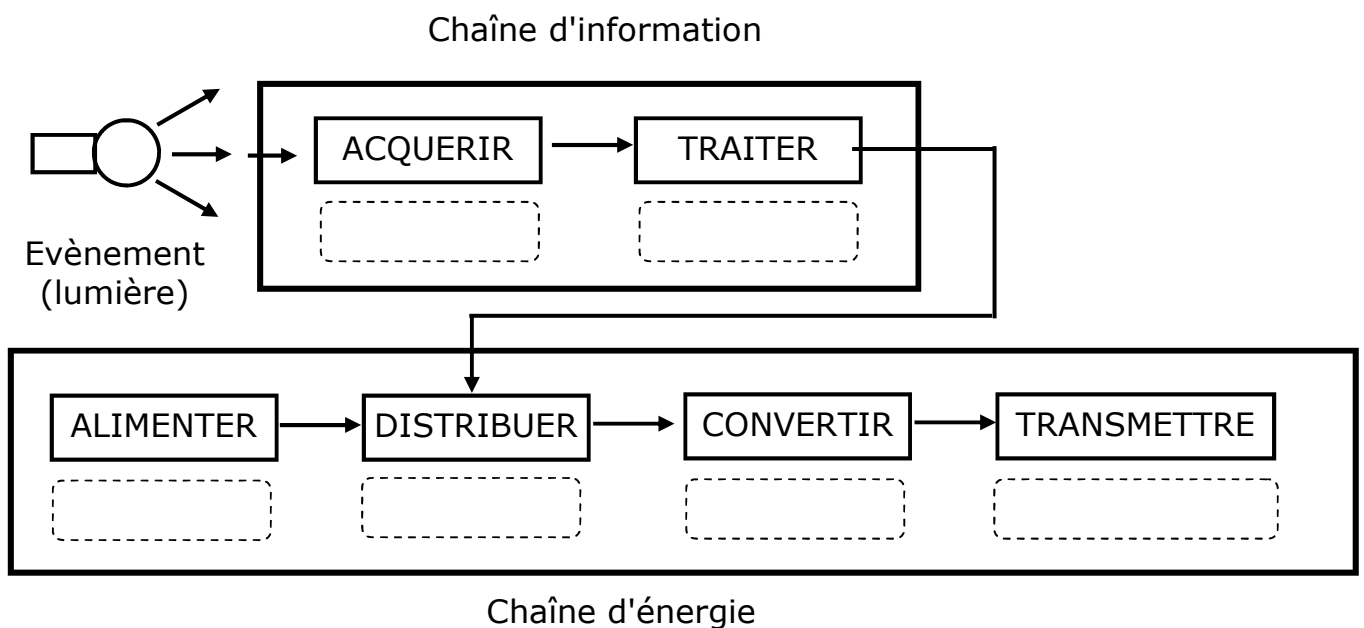 Chaîne d'information
ACQUERIR
TRAITER
Evènement
(lumière)
ALIMENTER
DISTRIBUER
CONVERTIR
TRANSMETTRE
Chaîne d'énergie